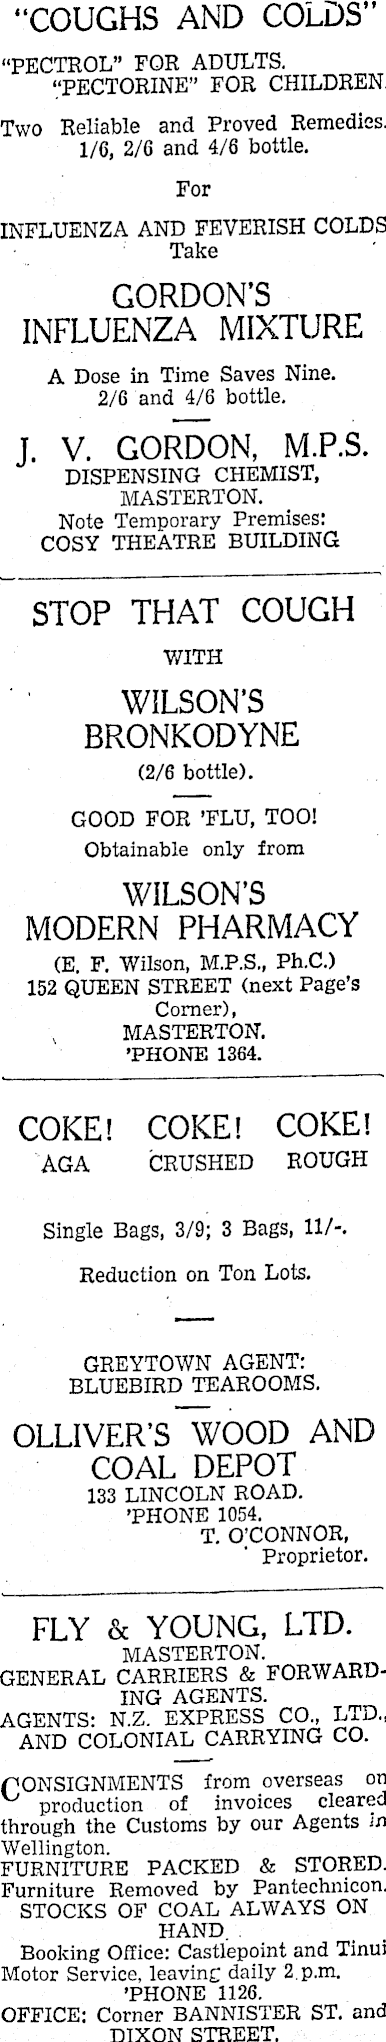 "COUGHS AND COLDS"
"PECTROL" FOR ADULTS.
"PECTORINE" FOR CHILDREN.
Two Reliable and Proved Remedies.
1/6, 2/6 and 4/6 bottle.
For
INFLUENZA AND FEVERISH COLDS
Take
GORDON'S
INFLUENZA MIXTURE
A Dose in Time Saves Nine.
2/6 and 4/6 bottle.
J. V. GORDON, M.P.S.
DISPENSING CHEMIST,
MASTERTON.
Note Temporary Premises:
COSY THEATRE BUILDING
STOP THAT COUGH
WITH
WILSON'S
BRONKODYNE
(2/6 bottle).
GOOD FOR 'FLU, TOO!
Obtainable only from
WILSON'S
MODERN PHARMACY
(E. F. Wilson, M.P.S., Ph.C.)
152 QUEEN STREET (next Page's
Corner),
MASTERTON.
'PHONE 1364.
COKE! COKE! COKE!
AGA CRUSHED ROUGH
Single Bags, 3/9; 3 Bags, 11/-.
Reduction on Ton Lots.
GREYTOWN AGENT:
BLUEBIRD TEAROOMS.
OLLIVER'S WOOD AND
COAL DEPOT
133 LINCOLN ROAD.
'PHONE 1054.
T. O'CONNOR,
Proprietor.
FLY & YOUNG, LTD.
MASTERTON.
GENERAL CARRIERS & FORWARD-
ING AGENTS.
AGENTS: N.Z. EXPRESS CO., LTD.,
AND COLONIAL CARRYING CO.
CONSIGNMENTS from overseas on
production of invoices cleared
through the Customs by our Agents in
Wellington.
FURNITURE PACKED & STORED.
Furniture Removed by Pantechnicon.
STOCKS OF COAL ALWAYS ON
HAND.
Booking Office: Castlepoint and Tinui
Motor Service, leaving daily 2 p.m.
'PHONE 1126.
OFFICE: Corner BANNISTER ST. and
DIXON STREET.